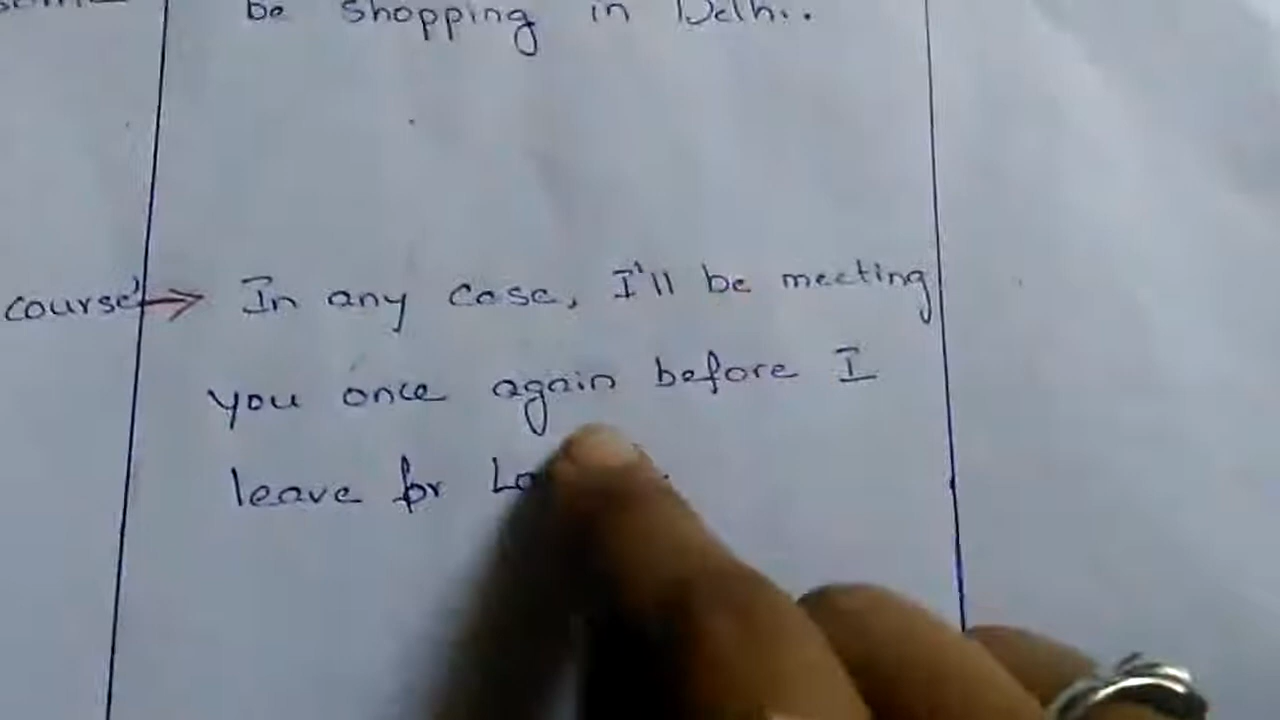 be shopping in Delhi.
course' → In any case, I'll be meeting
you once again before I
leave for